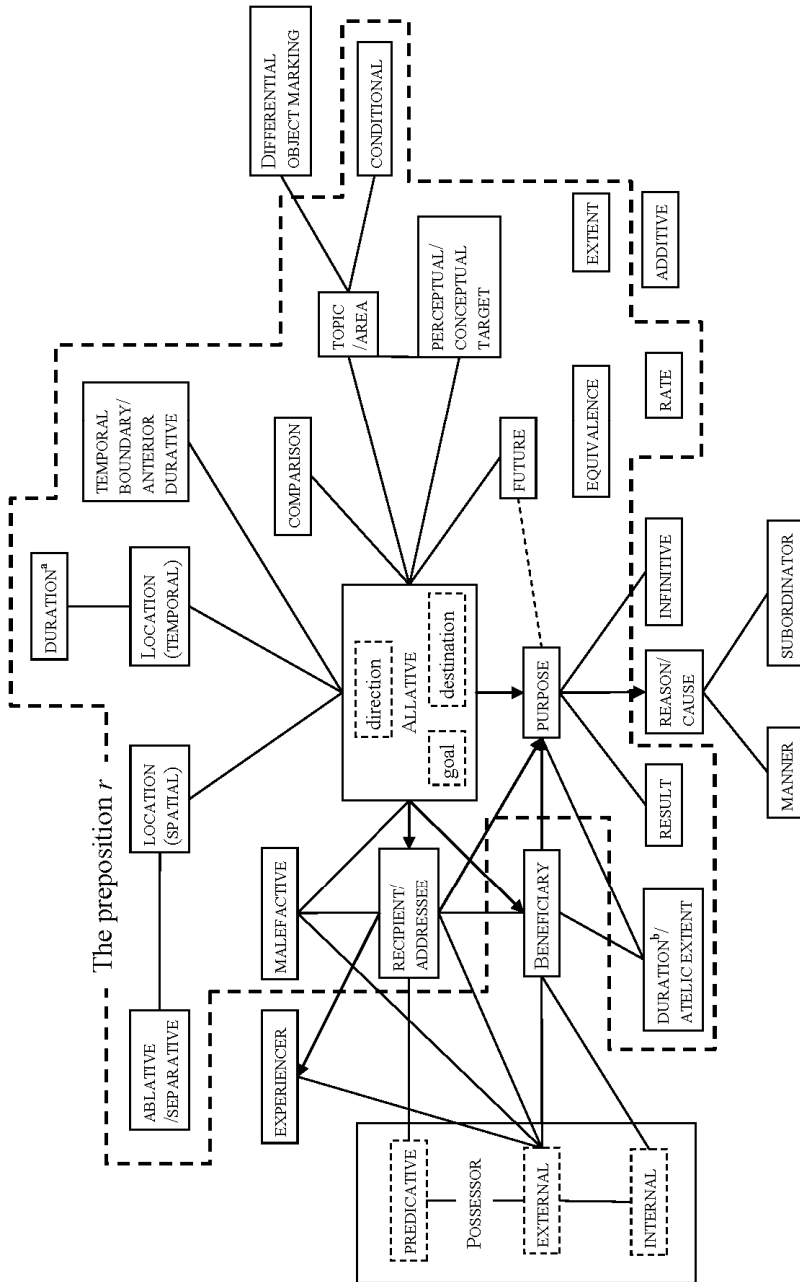 The preposition r
DURATIONᵃ
ABLATIVE
/SEPARATIVE
LOCATION
(SPATIAL)
LOCATION
(TEMPORAL)
TEMPORAL
BOUNDARY/
ANTERIOR
DURATIVE
DIFFERENTIAL
OBJECT MARKING
EXPERIENCER
MALEFACTIVE
COMPARISON
TOPIC
/AREA
CONDITIONAL
PREDICATIVE
RECIPIENT/
ADDRESSEE
direction
ALLATIVE
goal
destination
PERCEPTUAL/
CONCEPTUAL
TARGET
POSSESSOR
EXTERNAL
BENEFICIARY
PURPOSE
FUTURE
EQUIVALENCE
EXTENT
INTERNAL
DURATIONᵇ/
ATELIC EXTENT
RESULT
REASON/
CAUSE
INFINITIVE
RATE
ADDITIVE
MANNER
SUBORDINATOR